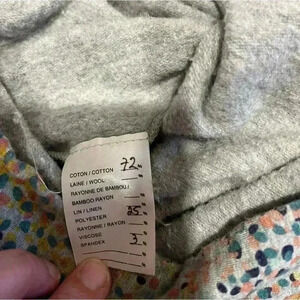 COTON / COTTON 72 %
LAINE / WOOL %
RAYONNE DE BAMBOU /
BAMBOO RAYON %
LIN / LINEN %
POLYESTER 25 %
RAYONNE / RAYON %
VISCOSE
SPANDEX 3 %